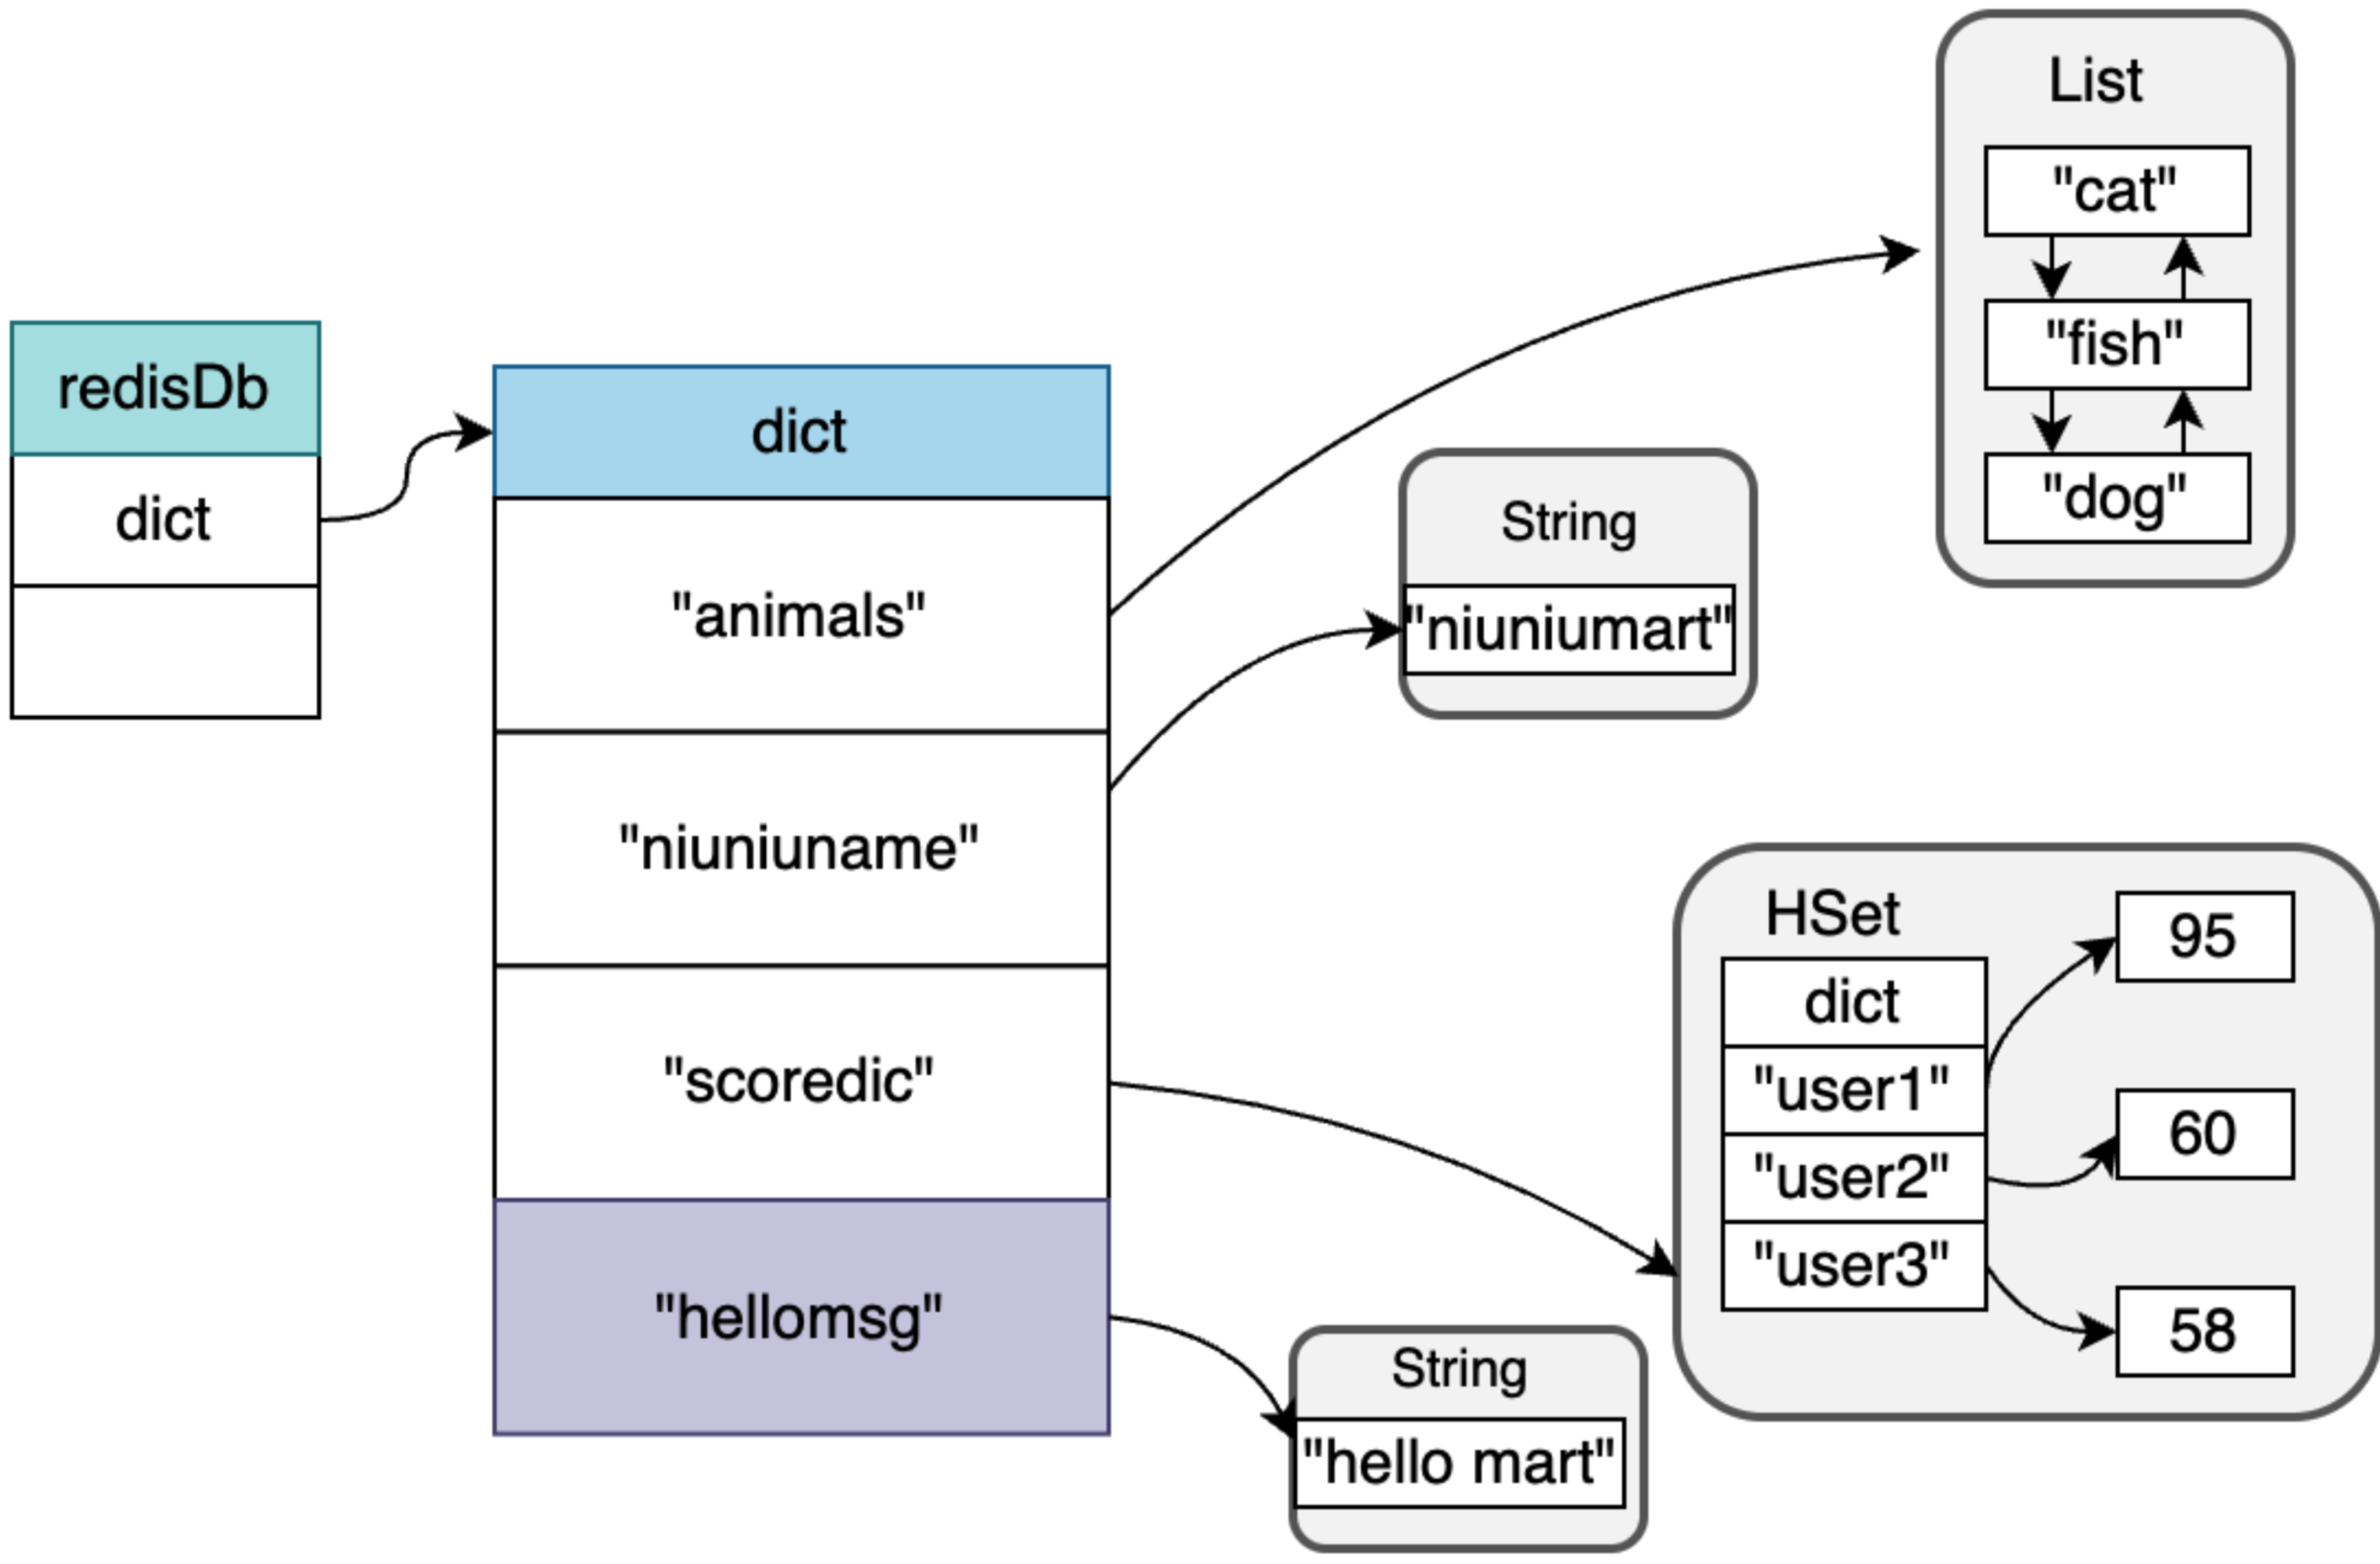 redisDb
dict
dict
"animals"
"niuniuname"
"scoredic"
"hellomsg"
List
"cat"
"fish"
"dog"
String
"niuniumart"
HSet
dict
"user1"
"user2"
"user3"
95
60
58
String
"hello mart"